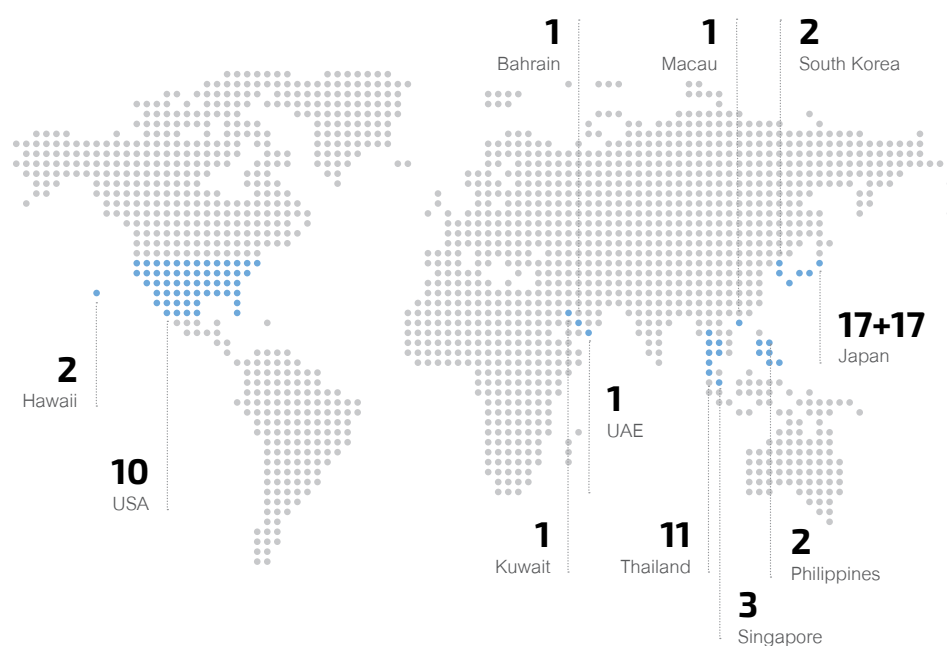 1
Bahrain
1
Macau
2
South Korea
17+17
Japan
2
Hawaii
1
UAE
10
USA
1
Kuwait
11
Thailand
2
Philippines
3
Singapore